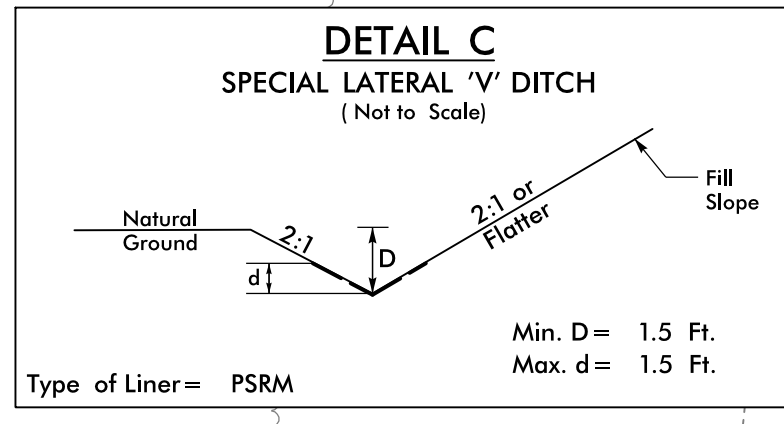 DETAIL C
SPECIAL LATERAL 'V' DITCH
( Not to Scale)
Natural
Ground
2:1
d
D
2:1 or
Flatter
Fill
Slope
Min. D = 1.5 Ft.
Max. d = 1.5 Ft.
Type of Liner = PSRM